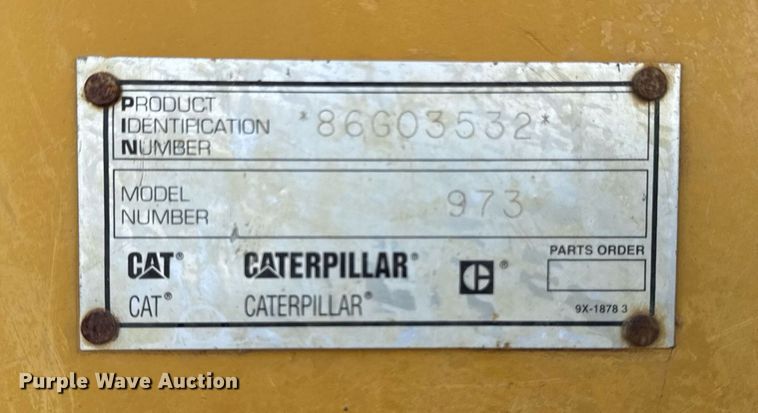 PRODUCT
IDENTIFICATION
NUMBER
*86G03532*
MODEL
NUMBER
973
CAT® CATERPILLAR® C®
CAT® CATERPILLAR®
PARTS ORDER
9X-1878 3
Purple Wave Auction